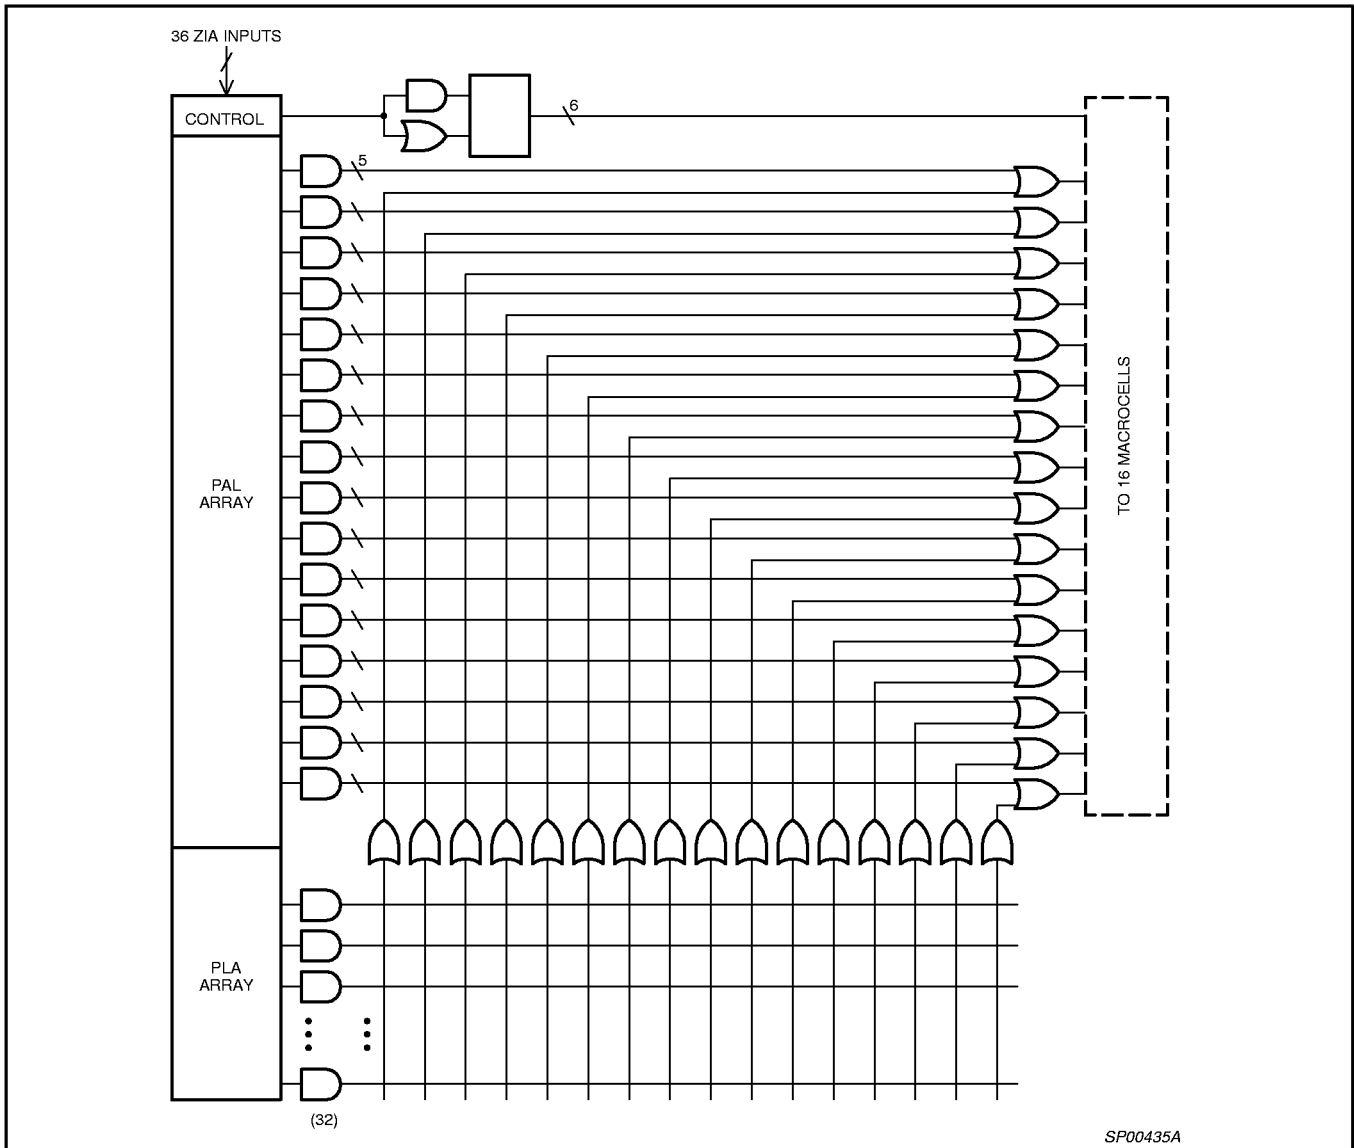 36 ZIA INPUTS
CONTROL
6
5
PAL
ARRAY
TO 16 MACROCELLS
PLA
ARRAY
(32)
SP00435A